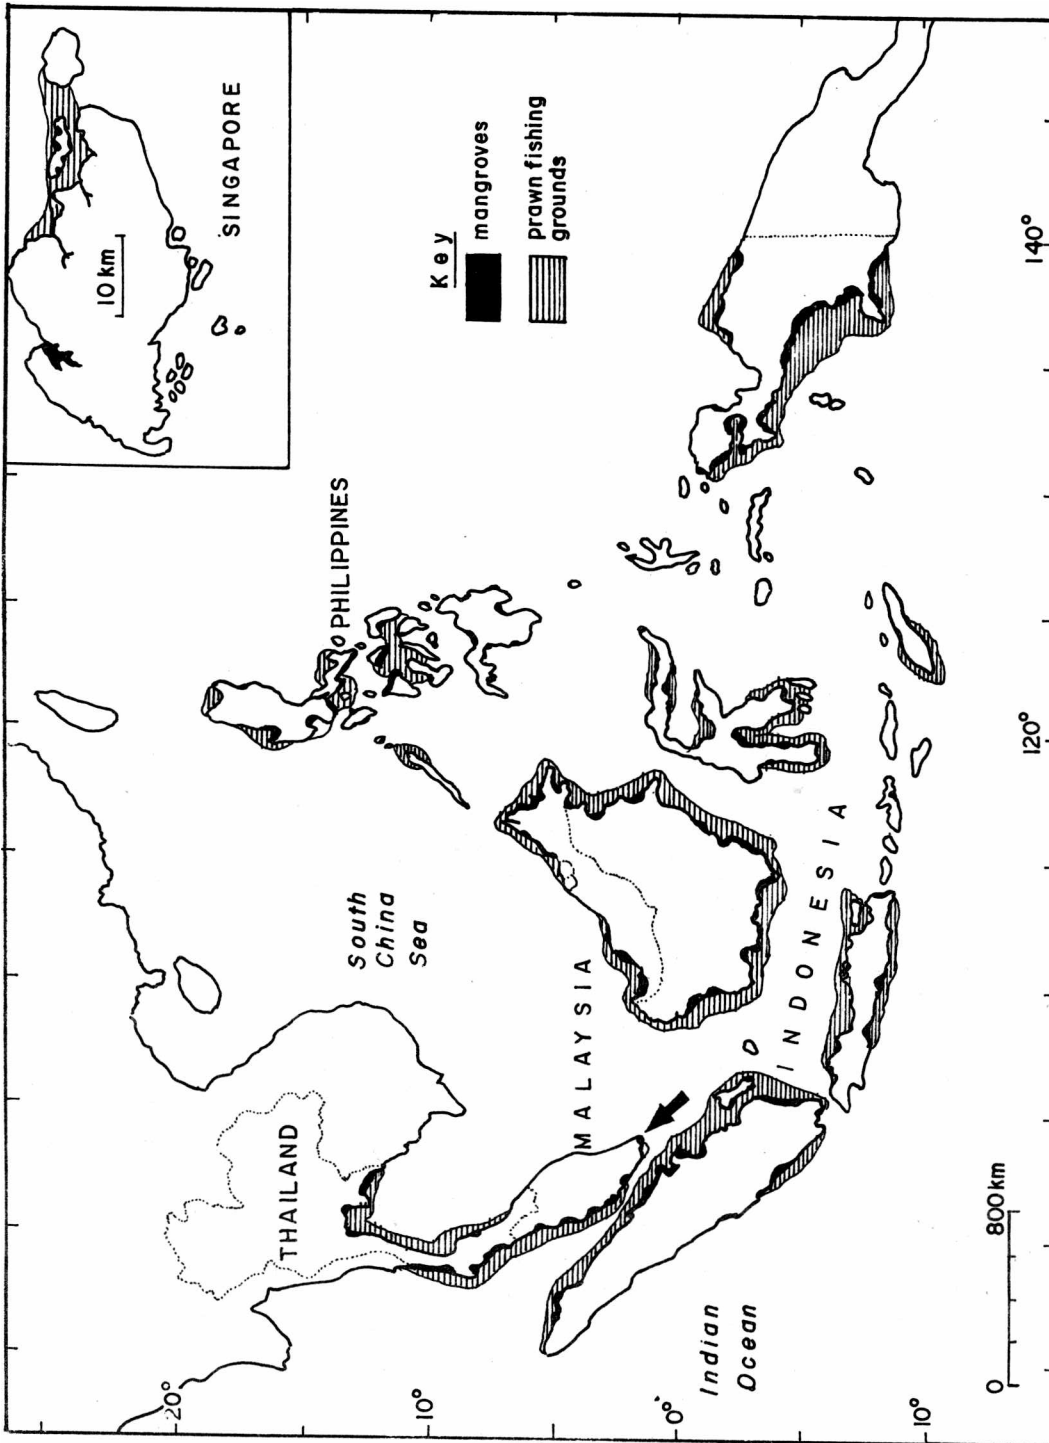 SINGAPORE
10 km
Key
mangroves
prawn fishing
grounds
PHILIPPINES
South
China
Sea
THAILAND
MALAYSIA
INDONESIA
Indian
Ocean
20°
10°
0°
10°
120°
140°
0 800 km